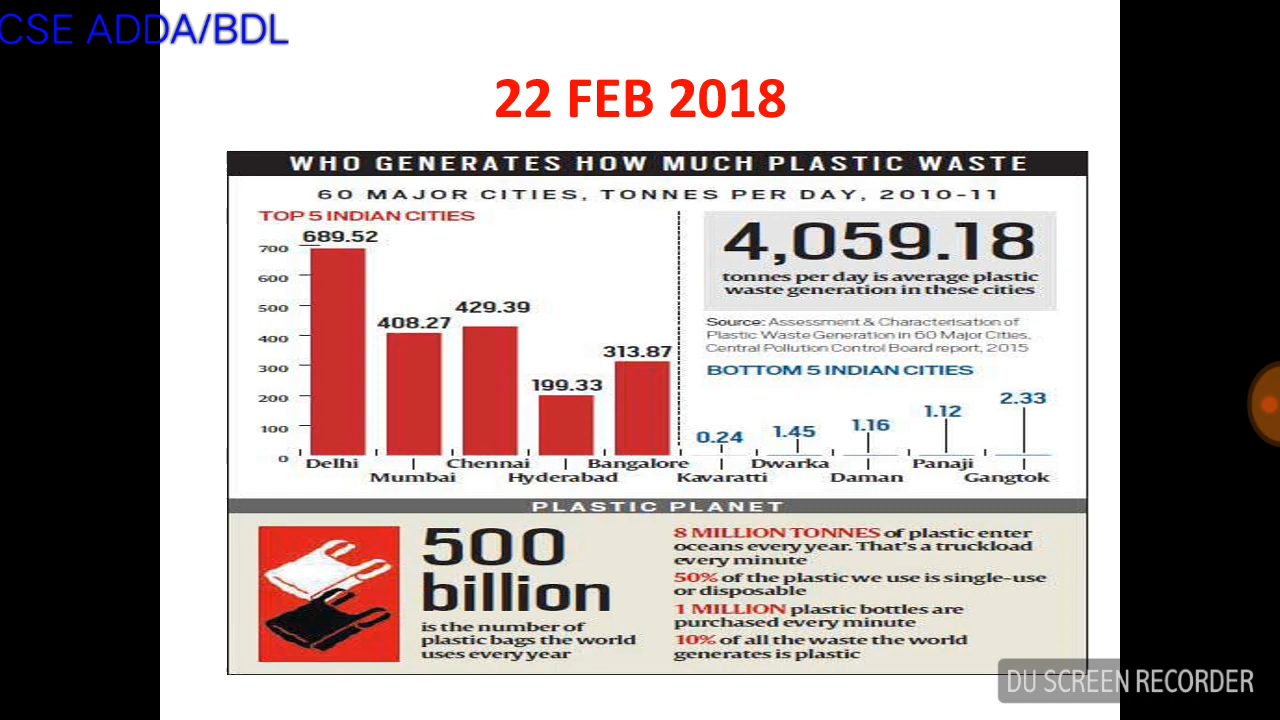 CSE ADDA/BDL
22 FEB 2018
WHO GENERATES HOW MUCH PLASTIC WASTE
60 MAJOR CITIES, TONNES PER DAY, 2010-11
TOP 5 INDIAN CITIES
700
600
500
400
300
200
100
0
689.52
408.27
429.39
199.33
313.87
Delhi
Mumbai
Chennai
Hyderabad
Bangalore
4,059.18
tonnes per day is average plastic
waste generation in these cities
Source: Assessment & Characterisation of
Plastic Waste Generation in 60 Major Cities,
Central Pollution Control Board report, 2015
BOTTOM 5 INDIAN CITIES
0.24
1.45
1.16
1.12
2.33
Kavaratti
Dwarka
Daman
Panaji
Gangtok
PLASTIC PLANET
500
billion
is the number of
plastic bags the world
uses every year
8 MILLION TONNES of plastic enter
oceans every year. That's a truckload
every minute
50% of the plastic we use is single-use
or disposable
1 MILLION plastic bottles are
purchased every minute
10% of all the waste the world
generates is plastic
DU SCREEN RECORDER